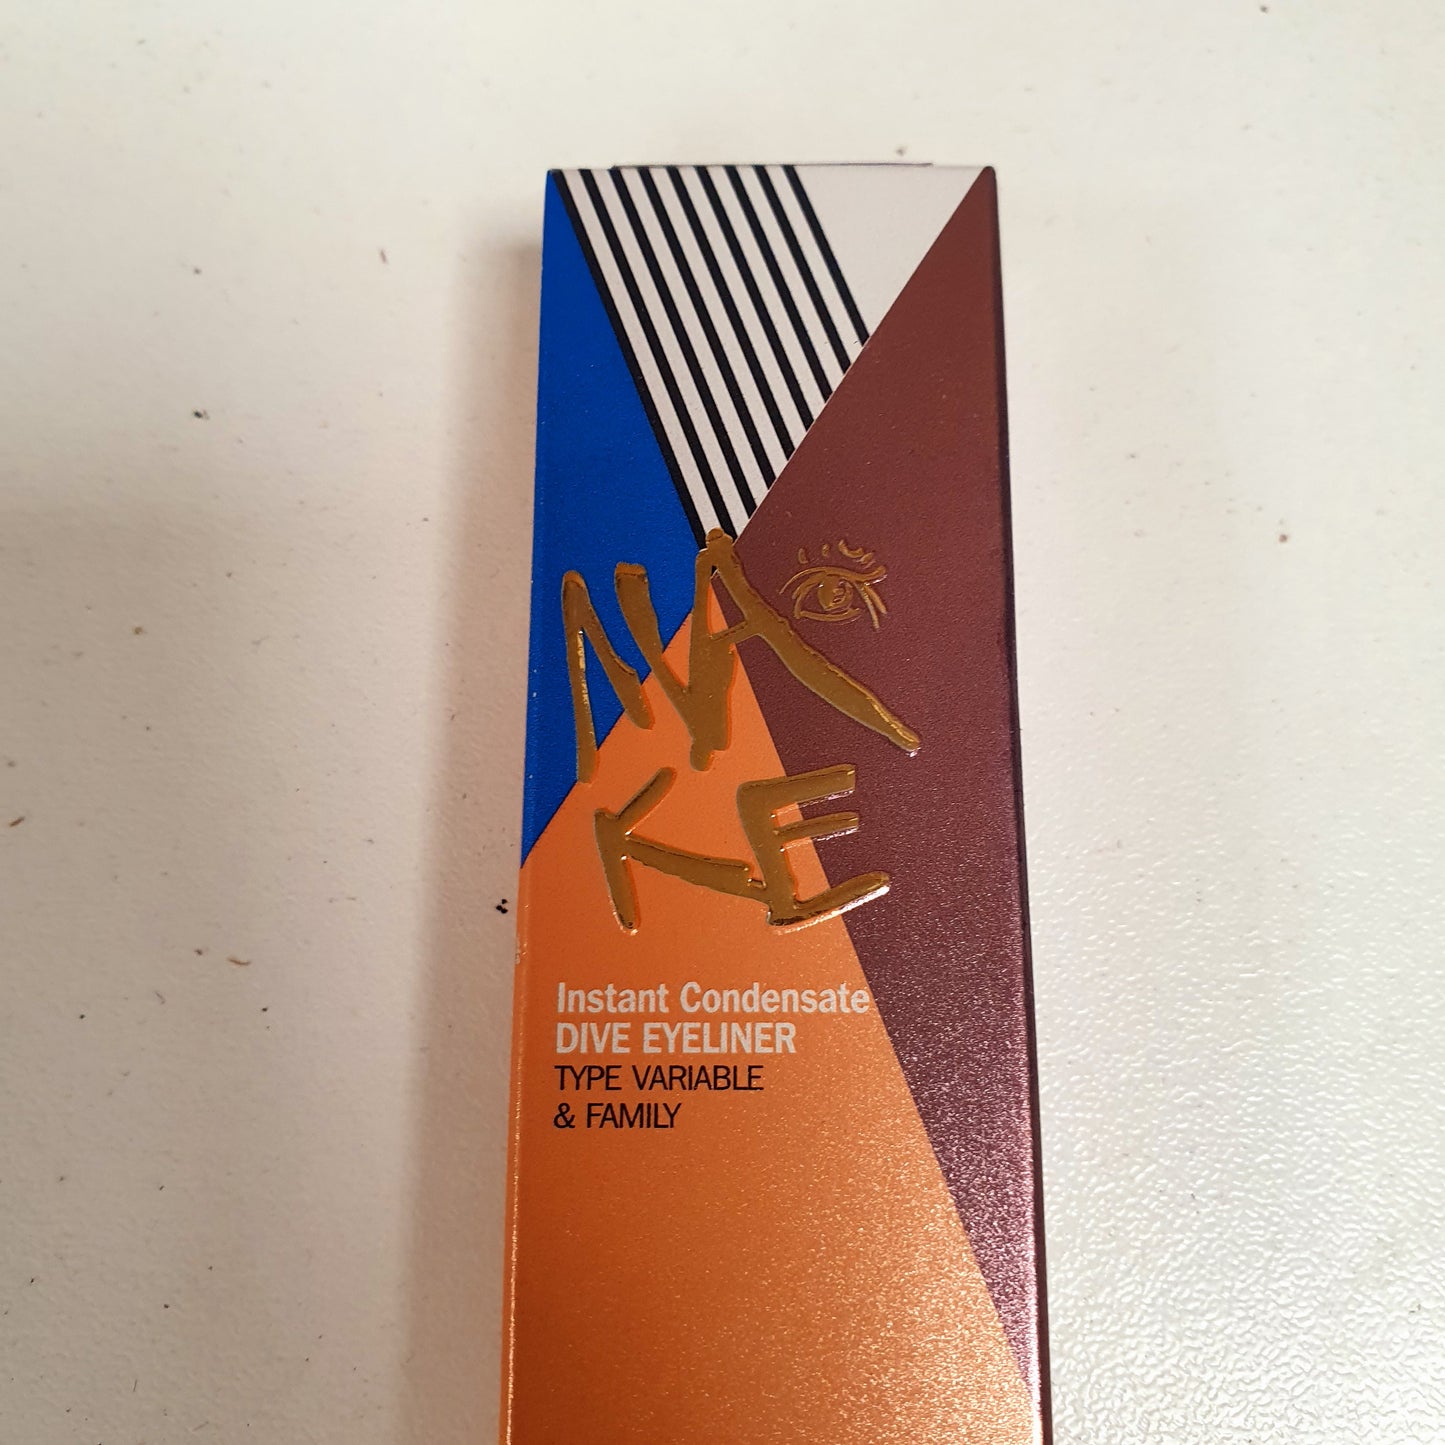 MA
KE
Instant Condensate
DIVE EYELINER
TYPE VARIABLE
& FAMILY